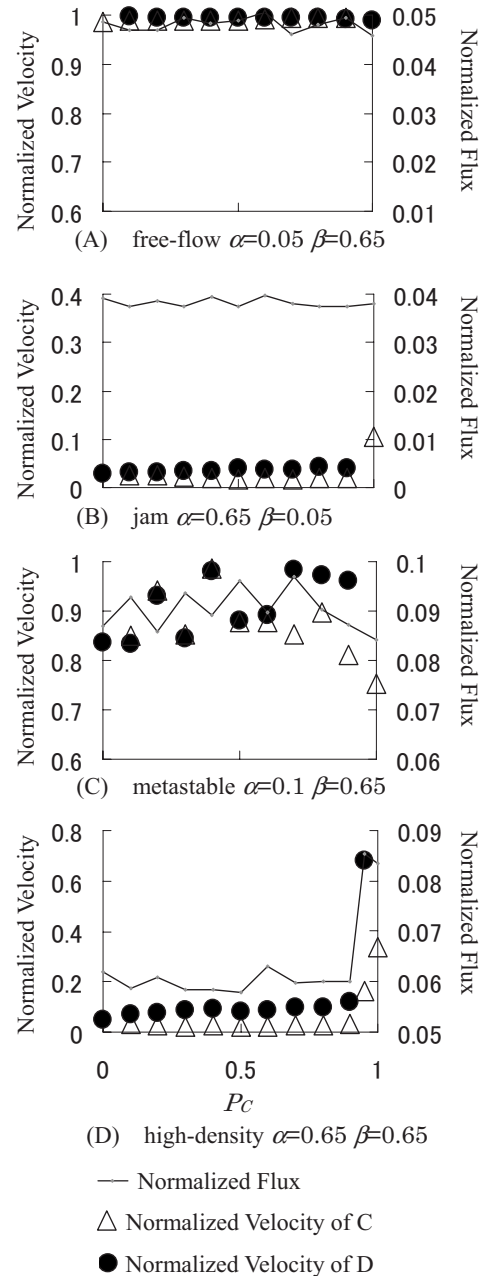 Normalized Velocity
1
0.9
0.8
0.7
0.6
0.05
0.04
0.03
0.02
0.01
Normalized Flux
(A) free-flow α=0.05 β=0.65
Normalized Velocity
0.4
0.3
0.2
0.1
0
0.04
0.03
0.02
0.01
0
Normalized Flux
(B) jam α=0.65 β=0.05
Normalized Velocity
1
0.9
0.8
0.7
0.6
0.1
0.09
0.08
0.07
0.06
Normalized Flux
(C) metastable α=0.1 β=0.65
Normalized Velocity
0.8
0.6
0.4
0.2
0
0.09
0.08
0.07
0.06
0.05
Normalized Flux
0 0.5 1
PC
(D) high-density α=0.65 β=0.65
Normalized Flux
Normalized Velocity of C
Normalized Velocity of D